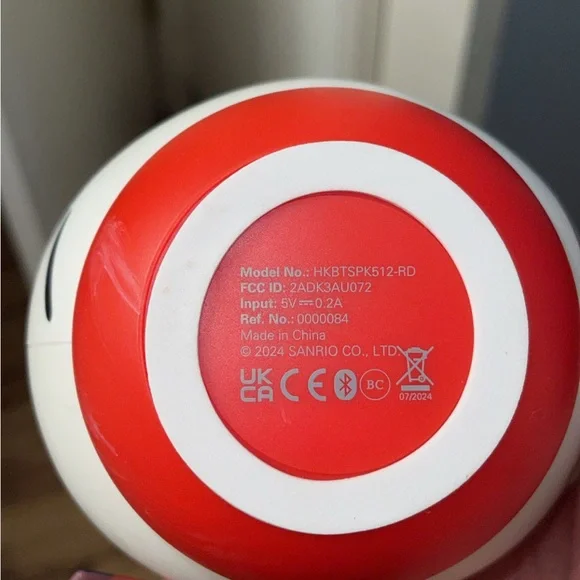 Model No.: HKBTSPK512-RD
FCC ID: 2ADK3AU072
Input: 5V⎓0.2A
Ref. No.: 0000084
Made in China
© 2024 SANRIO CO., LTD
UK
CA
CE
BC
07/2024